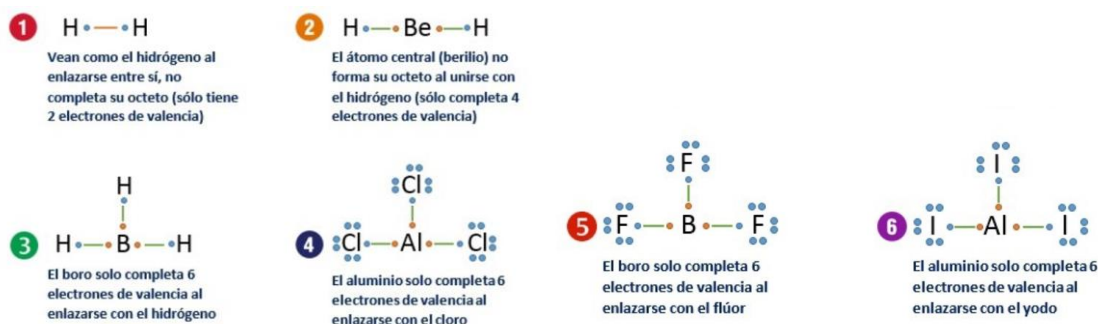 1
H H
Vean como el hidrógeno al
enlazarse entre sí, no
completa su octeto (sólo tiene
2 electrones de valencia)
2
H Be H
El átomo central (berilio) no
forma su octeto al unirse con
el hidrógeno (sólo completa 4
electrones de valencia)
3
H
H B H
El boro solo completa 6
electrones de valencia al
enlazarse con el hidrógeno
4
Cl
Cl Al Cl
El aluminio solo completa 6
electrones de valencia al
enlazarse con el cloro
5
F
F B F
El boro solo completa 6
electrones de valencia al
enlazarse con el flúor
6
I
I Al I
El aluminio solo completa 6
electrones de valencia al
enlazarse con el yodo